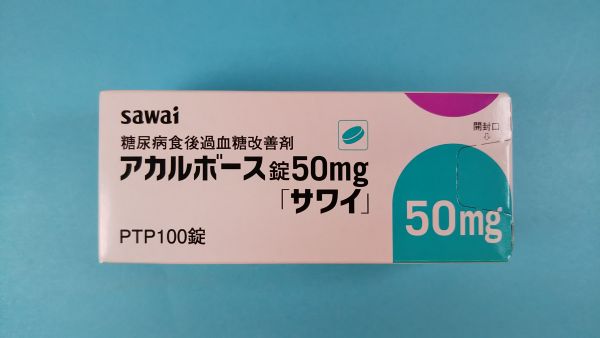 sawai
糖尿病食後過血糖改善剤
アカルボース錠50mg
「サワイ」
PTP100錠
開封口
⇩
50mg